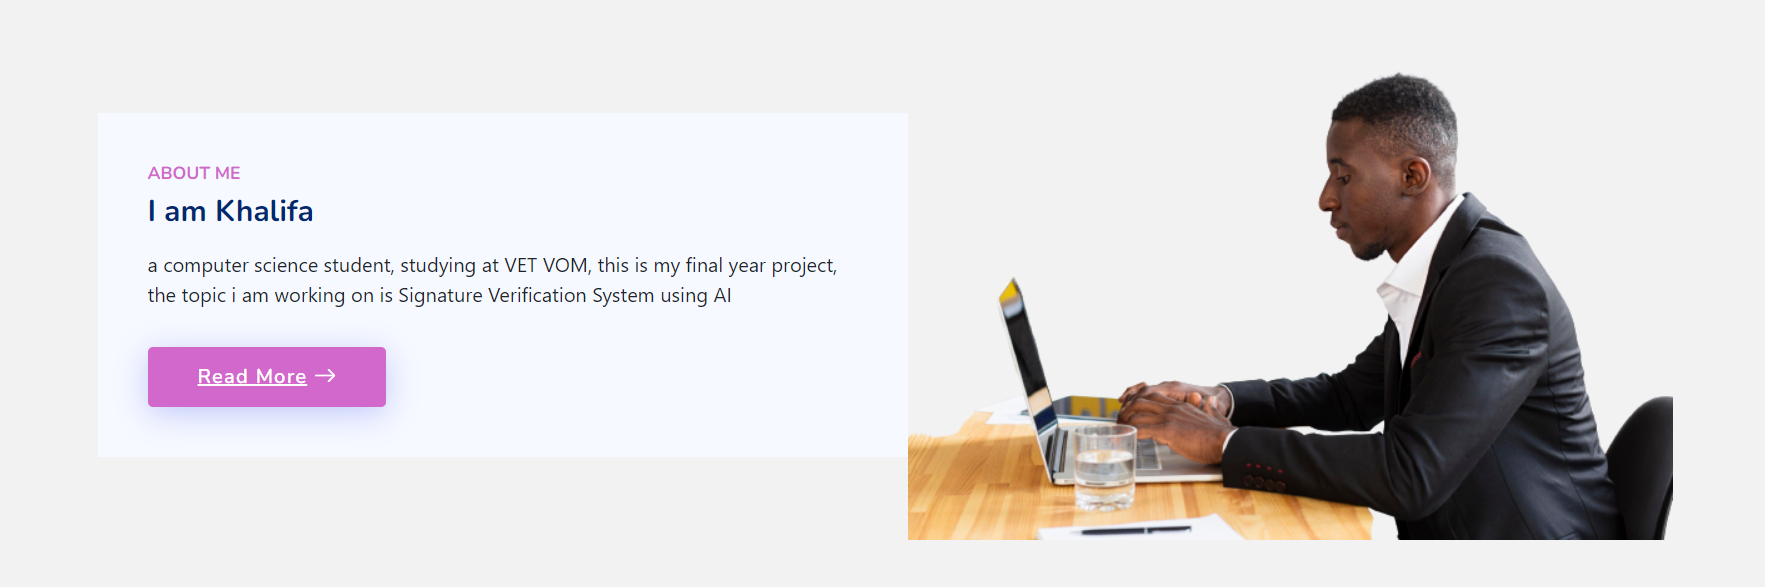 ABOUT ME
I am Khalifa
a computer science student, studying at VET VOM, this is my final year project,
the topic i am working on is Signature Verification System using AI
Read More →